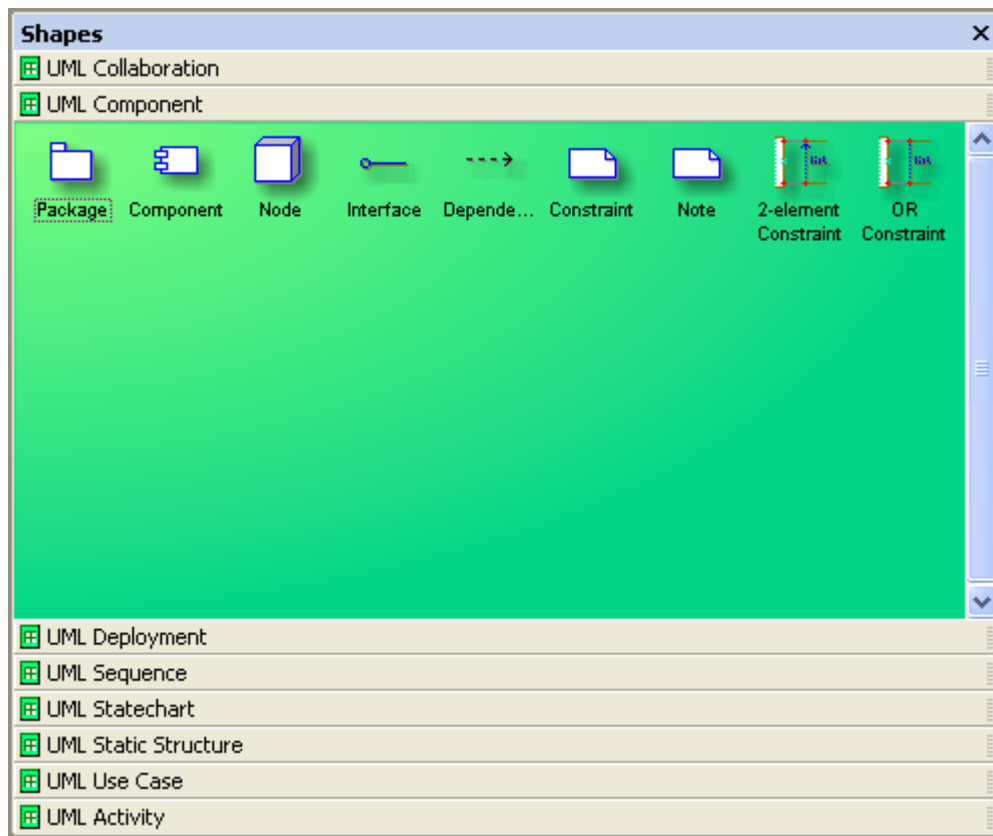 Shapes
UML Collaboration
UML Component
Package Component Node Interface Depende... Constraint Note 2-element Constraint OR Constraint
UML Deployment
UML Sequence
UML Statechart
UML Static Structure
UML Use Case
UML Activity